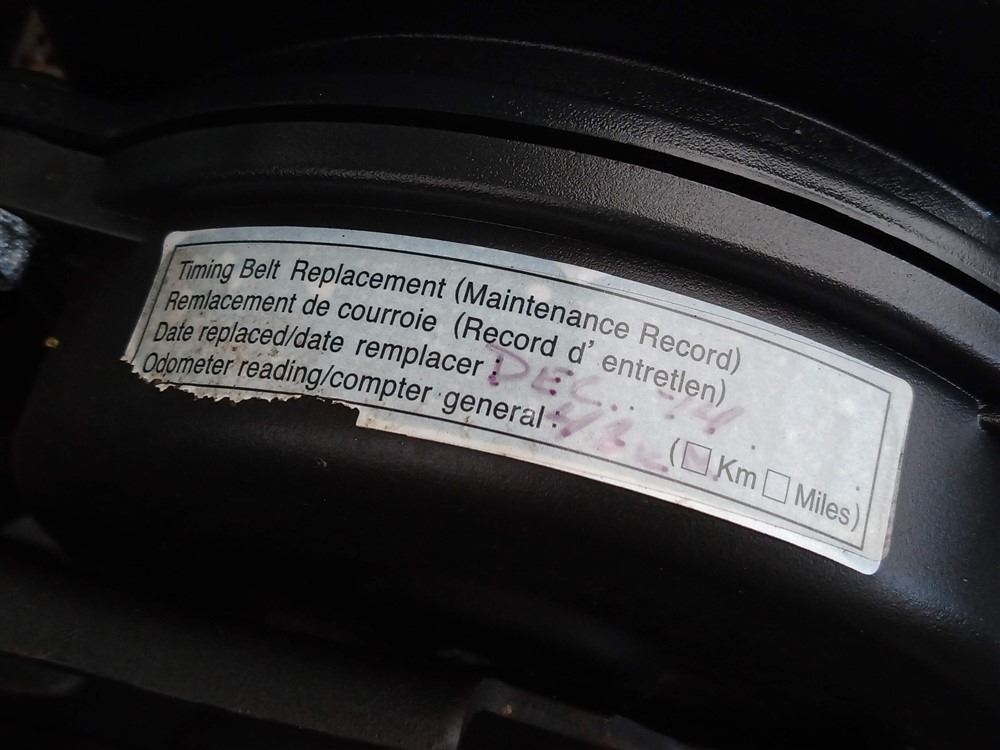 Timing Belt Replacement (Maintenance Record)
Remlacement de courroie (Record d' entretlen)
Date replaced/date remplacer : DEC..
Odometer reading/compter general : (☐ Km ☐ Miles)